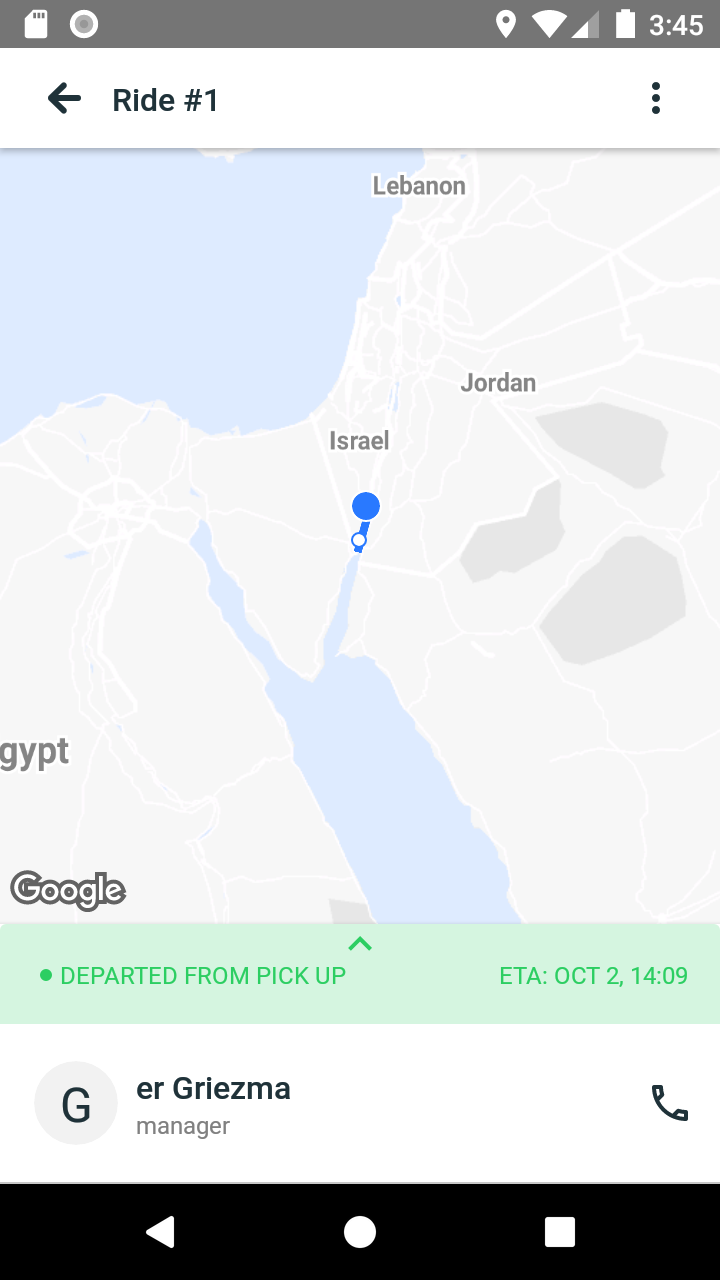 3:45
Ride #1
Lebanon
Jordan
Israel
gypt
Google
DEPARTED FROM PICK UP
ETA: OCT 2, 14:09
G
er Griezma
manager